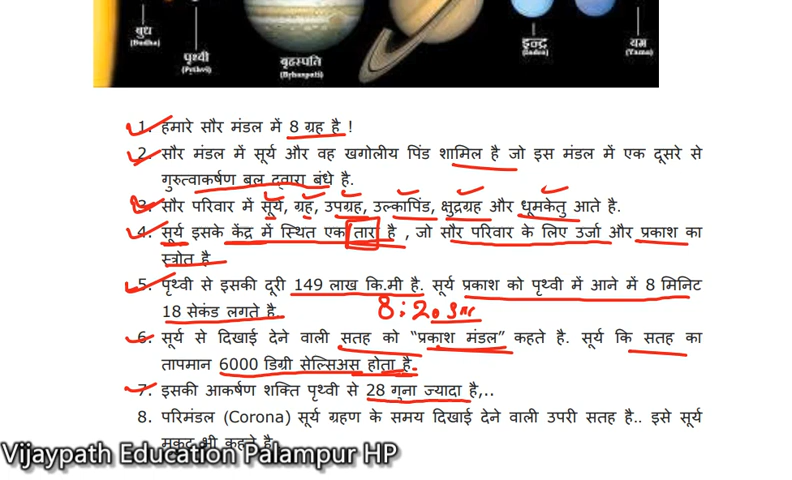 बुध
(Budha)
पृथ्वी
(Pythvi)
बृहस्पति
(Byhaspati)
इन्द्र
(Indra)
यम
(Yama)
1. हमारे सौर मंडल में 8 ग्रह है !
2. सौर मंडल में सूर्य और वह खगोलीय पिंड शामिल है जो इस मंडल में एक दूसरे से
गुरुत्वाकर्षण बल द्वारा बंधे है.
3. सौर परिवार में सूर्य, ग्रह, उपग्रह, उल्कापिंड, क्षुद्रग्रह और धूमकेतु आते है.
4. सूर्य इसके केंद्र में स्थित एक तारा है , जो सौर परिवार के लिए उर्जा और प्रकाश का
स्त्रोत है
5. पृथ्वी से इसकी दूरी 149 लाख कि.मी है. सूर्य प्रकाश को पृथ्वी में आने में 8 मिनिट
18 सेकंड लगते है.
8:20
6. सूर्य से दिखाई देने वाली सतह को “प्रकाश मंडल” कहते है. सूर्य कि सतह का
तापमान 6000 डिग्री सेल्सिअस होता है.
7. इसकी आकर्षण शक्ति पृथ्वी से 28 गुना ज्यादा है,..
8. परिमंडल (Corona) सूर्य ग्रहण के समय दिखाई देने वाली उपरी सतह है.. इसे सूर्य
मुकुट भी कहते है
Vijaypath Education Palampur HP